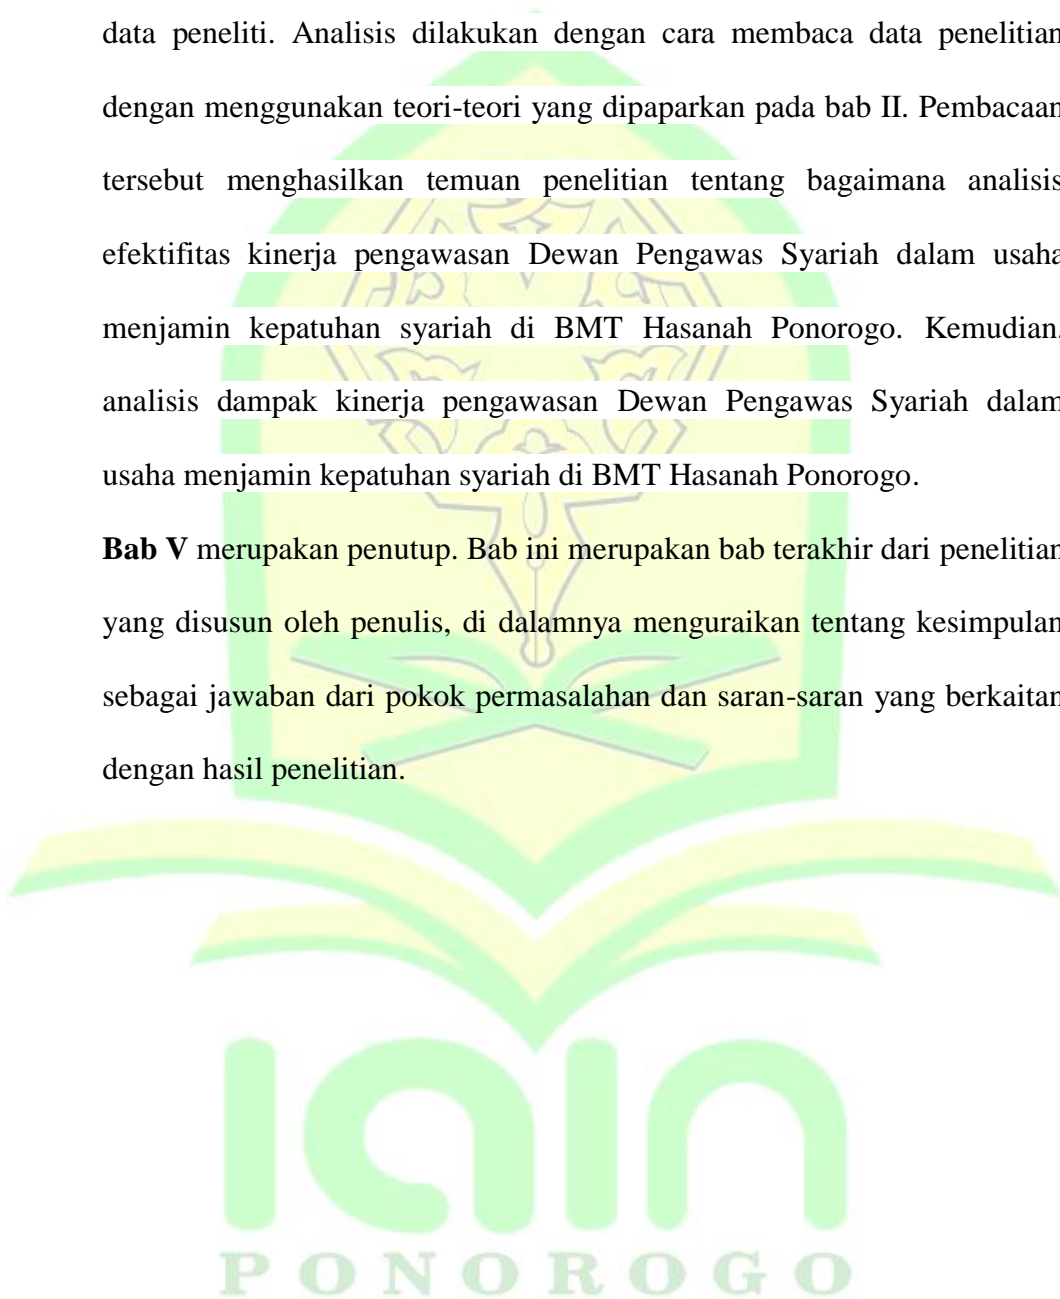 data peneliti. Analisis dilakukan dengan cara membaca data penelitian
dengan menggunakan teori-teori yang dipaparkan pada bab II. Pembacaan
tersebut menghasilkan temuan penelitian tentang bagaimana analisis
efektifitas kinerja pengawasan Dewan Pengawas Syariah dalam usaha
menjamin kepatuhan syariah di BMT Hasanah Ponorogo. Kemudian,
analisis dampak kinerja pengawasan Dewan Pengawas Syariah dalam
usaha menjamin kepatuhan syariah di BMT Hasanah Ponorogo.
Bab V merupakan penutup. Bab ini merupakan bab terakhir dari penelitian
yang disusun oleh penulis, di dalamnya menguraikan tentang kesimpulan
sebagai jawaban dari pokok permasalahan dan saran-saran yang berkaitan
dengan hasil penelitian.
iain
PONOROGO